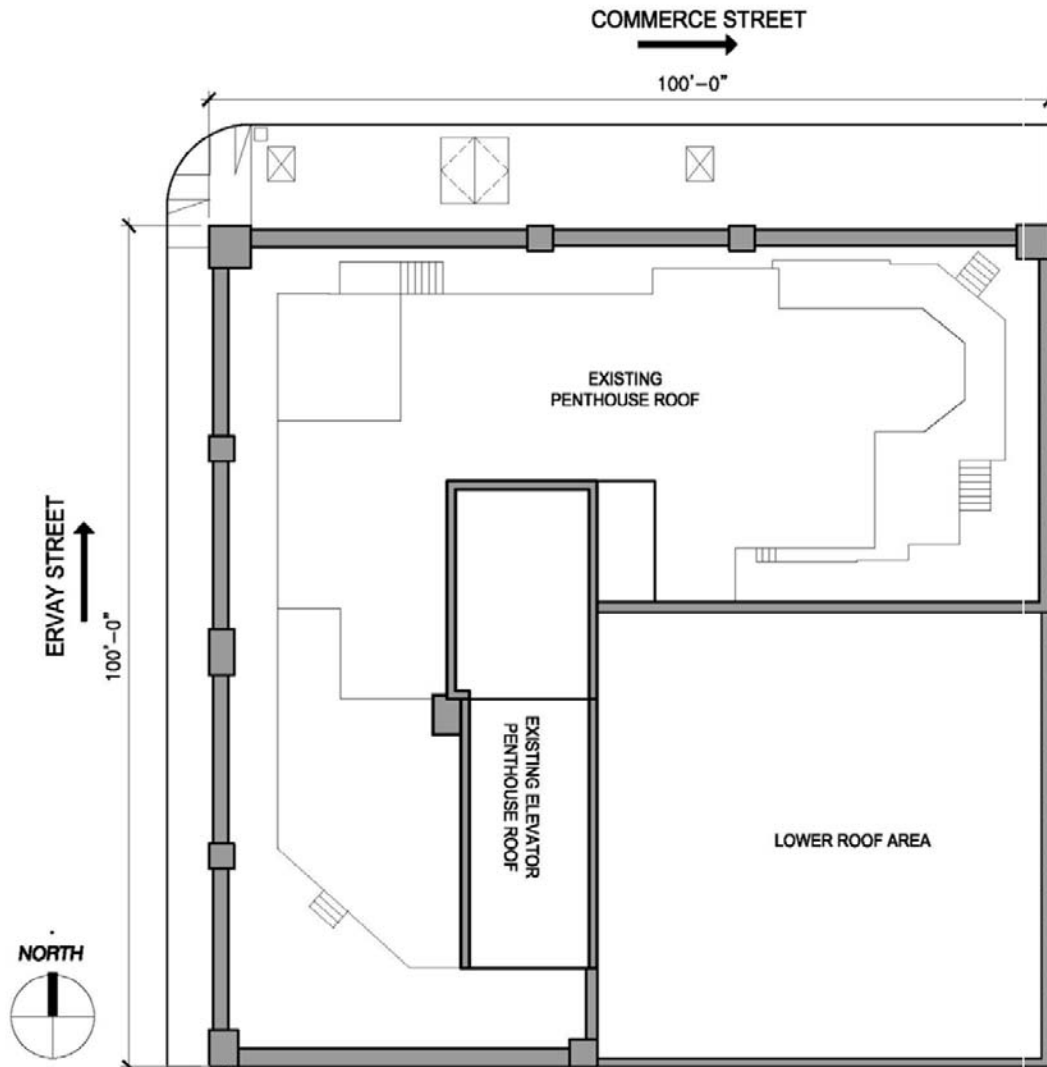 COMMERCE STREET
100'-0"
EXISTING
PENTHOUSE ROOF
ERVAY STREET
100'-0"
EXISTING ELEVATOR
PENTHOUSE ROOF
LOWER ROOF AREA
NORTH